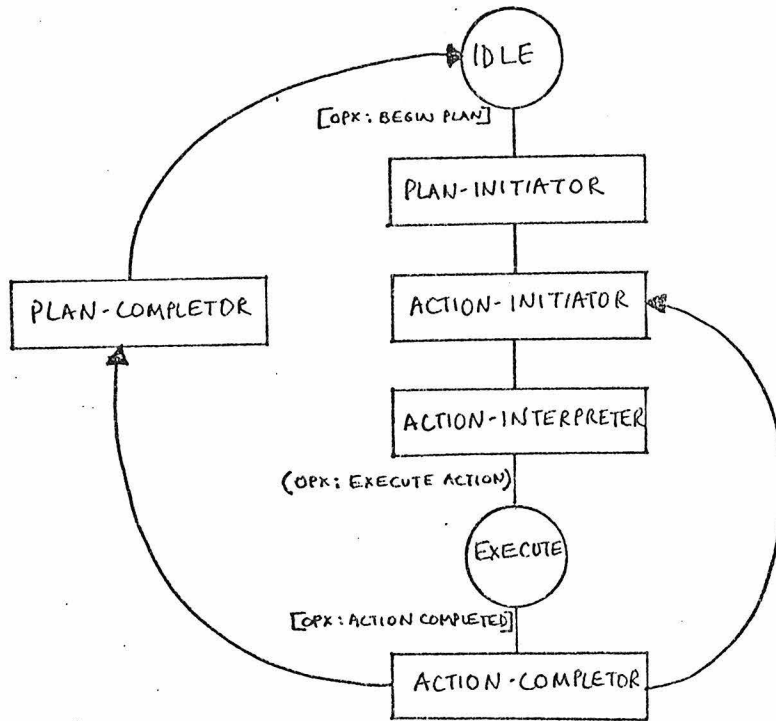 IDLE
[OPX: BEGIN PLAN]
PLAN-INITIATOR
PLAN-COMPLETOR
ACTION-INITIATOR
ACTION-INTERPRETER
(OPX: EXECUTE ACTION)
EXECUTE
[OPX: ACTION COMPLETED]
ACTION-COMPLETOR